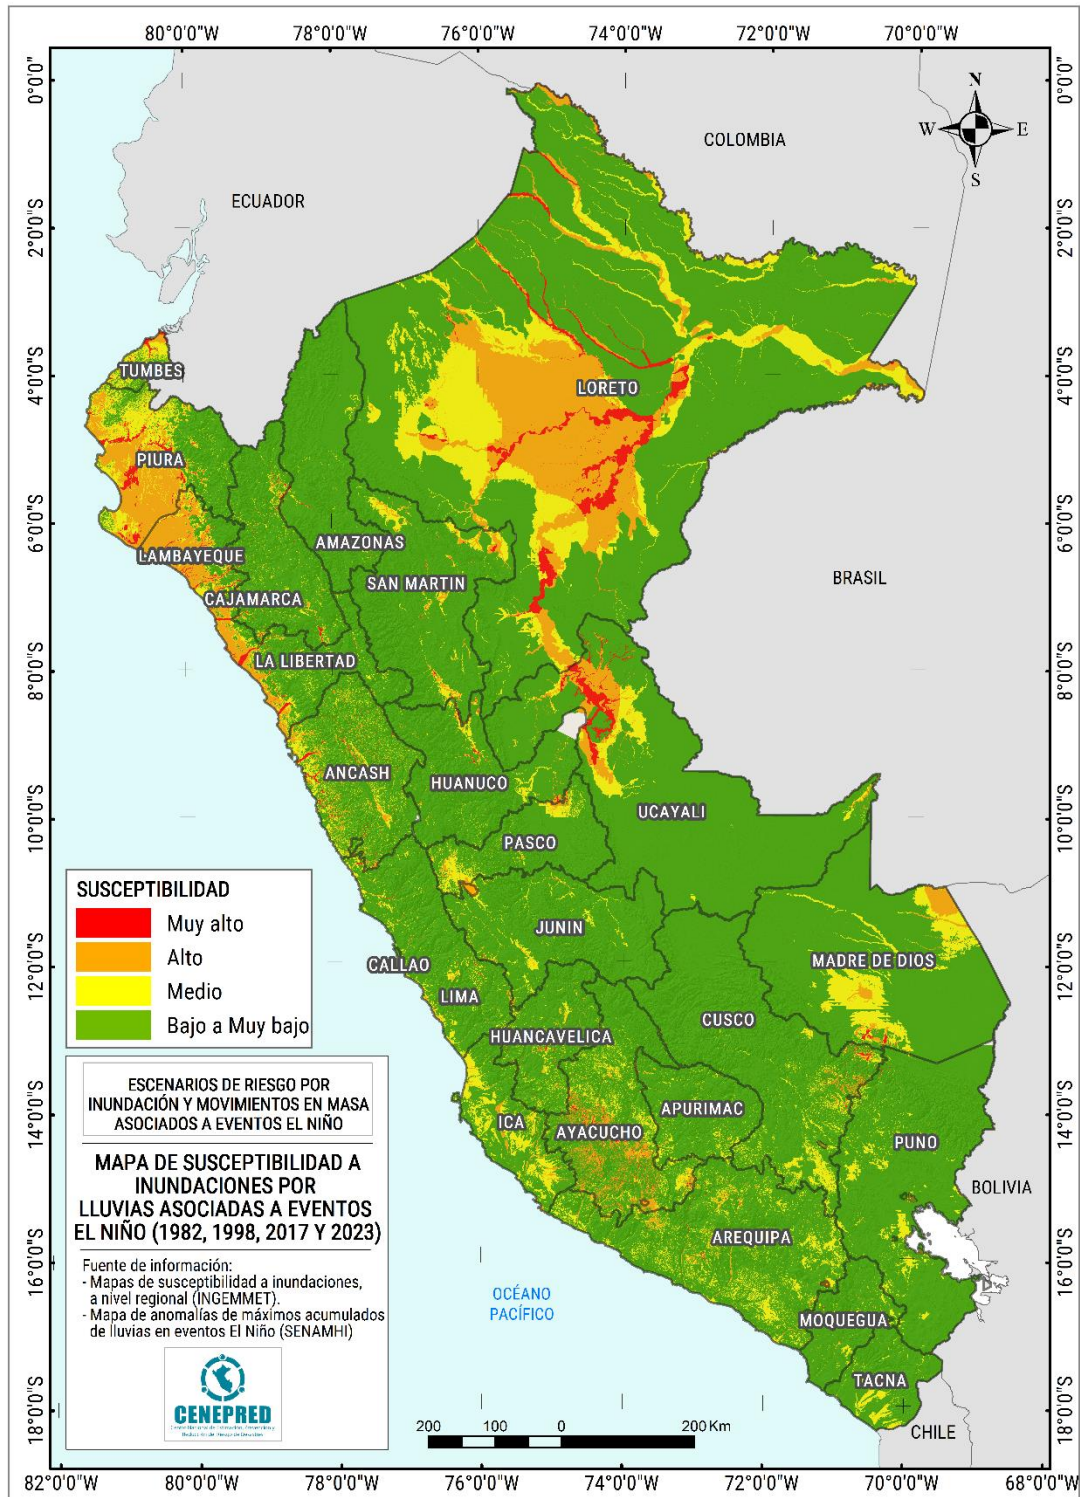 80°0'0"W 78°0'0"W 76°0'0"W 74°0'0"W 72°0'0"W 70°0'0"W
0°0'0"
2°0'0"S
4°0'0"S
6°0'0"S
8°0'0"S
10°0'0"S
12°0'0"S
14°0'0"S
16°0'0"S
18°0'0"S
N
W E
S
COLOMBIA
ECUADOR
TUMBES
LORETO
PIURA
AMAZONAS
LAMBAYEQUE
SAN MARTIN
BRASIL
CAJAMARCA
LA LIBERTAD
ANCASH
HUANUCO
UCAYALI
PASCO
JUNIN
MADRE DE DIOS
CALLAO
LIMA
CUSCO
HUANCAVELICA
APURIMAC
ICA
AYACUCHO
PUNO
BOLIVIA
AREQUIPA
MOQUEGUA
TACNA
CHILE
OCÉANO
PACÍFICO
SUSCEPTIBILIDAD
Muy alto
Alto
Medio
Bajo a Muy bajo
ESCENARIOS DE RIESGO POR
INUNDACIÓN Y MOVIMIENTOS EN MASA
ASOCIADOS A EVENTOS EL NIÑO
MAPA DE SUSCEPTIBILIDAD A
INUNDACIONES POR
LLUVIAS ASOCIADAS A EVENTOS
EL NIÑO (1982, 1998, 2017 Y 2023)
Fuente de información:
- Mapas de susceptibilidad a inundaciones,
a nivel regional (INGEMMET).
- Mapa de anomalías de máximos acumulados
de lluvias en eventos El Niño (SENAMHI)
CENEPRED
200 100 0 200 Km
0°0'0"
2°0'0"S
4°0'0"S
6°0'0"S
8°0'0"S
10°0'0"S
12°0'0"S
14°0'0"S
16°0'0"S
18°0'0"S
82°0'0"W 80°0'0"W 78°0'0"W 76°0'0"W 74°0'0"W 72°0'0"W 70°0'0"W 68°0'0"W